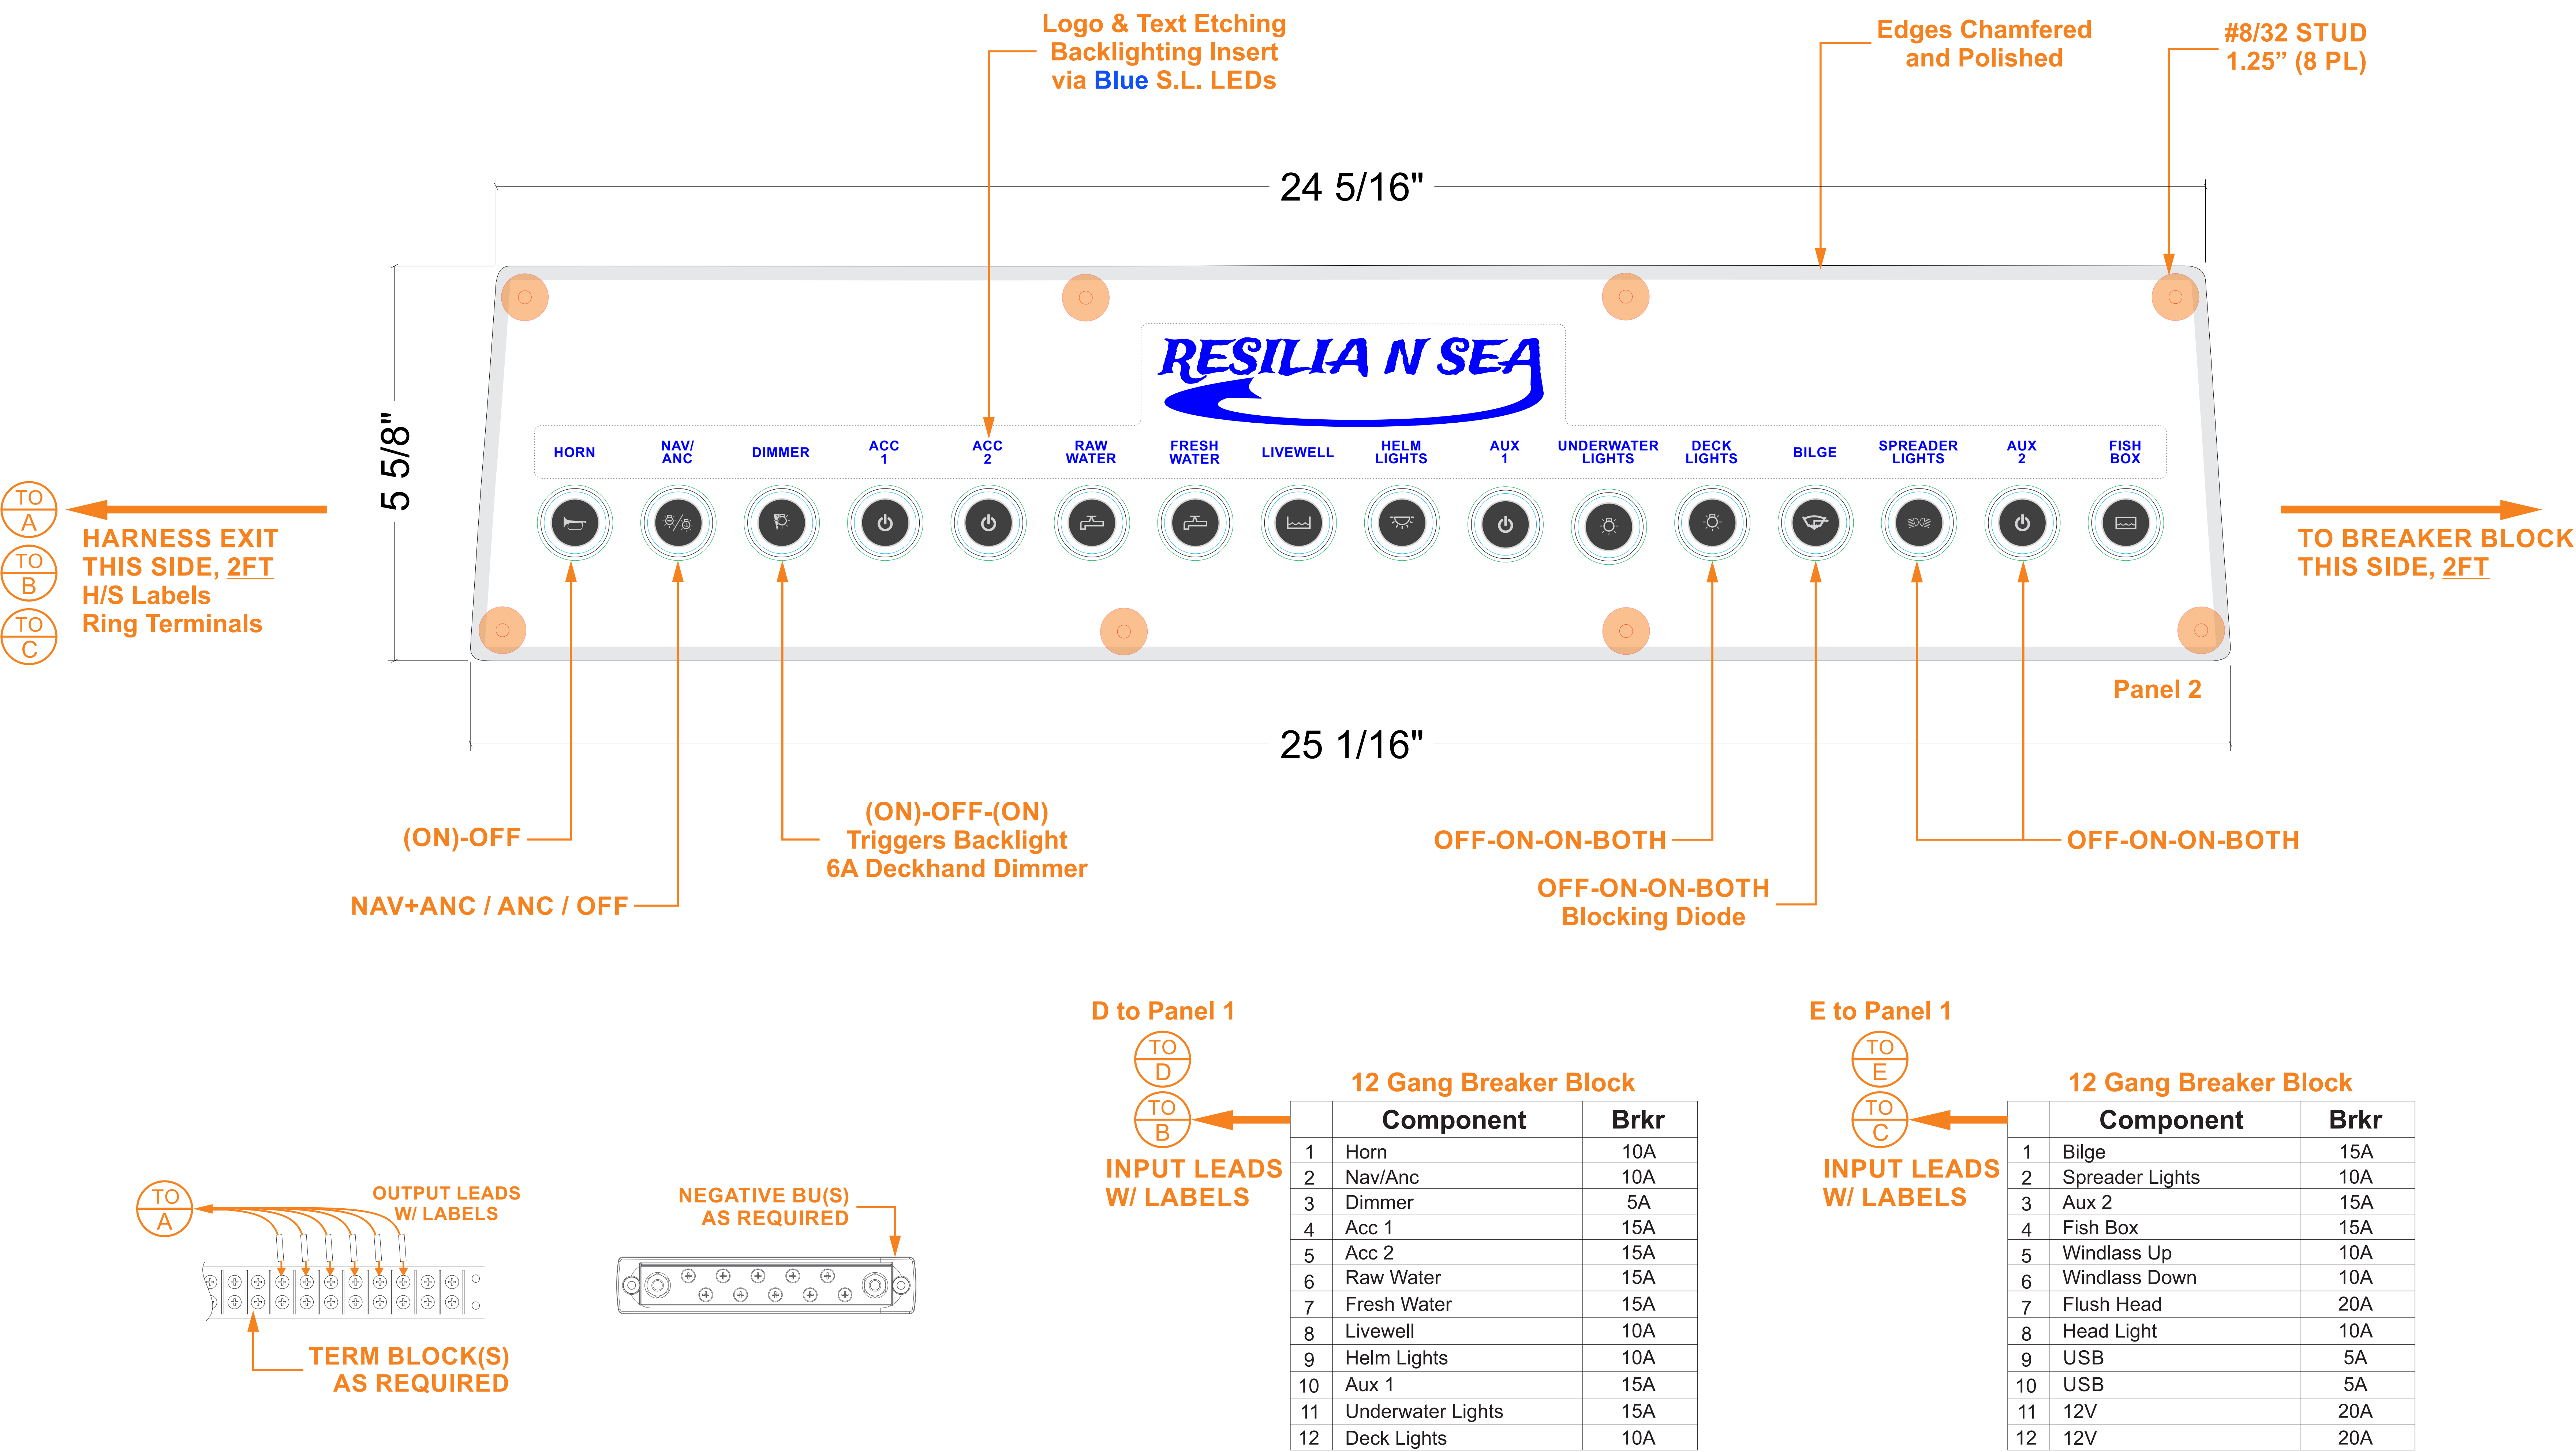 Logo & Text Etching
Backlighting Insert
via Blue S.L. LEDs
Edges Chamfered
and Polished
#8/32 STUD
1.25” (8 PL)
24 5/16"
5 5/8"
RESILIA N SEA
HORN
NAV/
ANC
DIMMER
ACC
1
ACC
2
RAW
WATER
FRESH
WATER
LIVEWELL
HELM
LIGHTS
AUX
1
UNDERWATER
LIGHTS
DECK
LIGHTS
BILGE
SPREADER
LIGHTS
AUX
2
FISH
BOX
TO
A
TO
B
TO
C
HARNESS EXIT
THIS SIDE, 2FT
H/S Labels
Ring Terminals
TO BREAKER BLOCK
THIS SIDE, 2FT
Panel 2
25 1/16"
(ON)-OFF
NAV+ANC / ANC / OFF
(ON)-OFF-(ON)
Triggers Backlight
6A Deckhand Dimmer
OFF-ON-ON-BOTH
OFF-ON-ON-BOTH
Blocking Diode
OFF-ON-ON-BOTH
TO
A
OUTPUT LEADS
W/ LABELS
TERM BLOCK(S)
AS REQUIRED
NEGATIVE BU(S)
AS REQUIRED
D to Panel 1
TO
D
TO
B
INPUT LEADS
W/ LABELS
12 Gang Breaker Block
Component Brkr
1 Horn 10A
2 Nav/Anc 10A
3 Dimmer 5A
4 Acc 1 15A
5 Acc 2 15A
6 Raw Water 15A
7 Fresh Water 15A
8 Livewell 10A
9 Helm Lights 10A
10 Aux 1 15A
11 Underwater Lights 15A
12 Deck Lights 10A
E to Panel 1
TO
E
TO
C
INPUT LEADS
W/ LABELS
12 Gang Breaker Block
Component Brkr
1 Bilge 15A
2 Spreader Lights 10A
3 Aux 2 15A
4 Fish Box 15A
5 Windlass Up 10A
6 Windlass Down 10A
7 Flush Head 20A
8 Head Light 10A
9 USB 5A
10 USB 5A
11 12V 20A
12 12V 20A